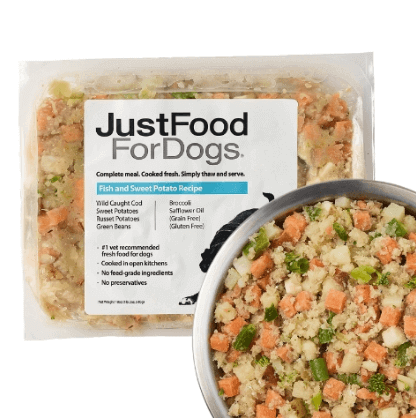 JustFood
ForDogs®
Complete meal. Cooked fresh. Simply thaw and serve.
Fish and Sweet Potato Recipe
Wild Caught Cod
Sweet Potatoes
Russet Potatoes
Green Beans
Broccoli
Safflower Oil
(Grain Free)
(Gluten Free)
• #1 vet recommended
fresh food for dogs
• Cooked in open kitchens
• No feed-grade ingredients
• No preservatives